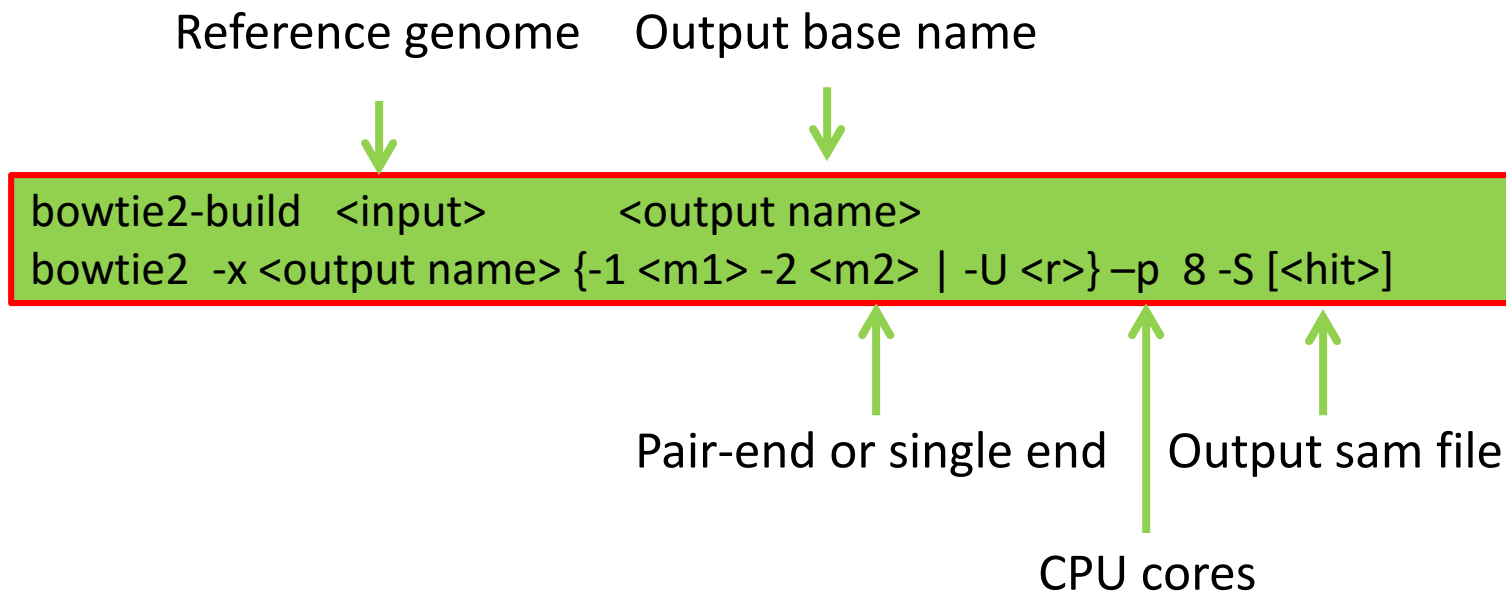 Reference genome Output base name
bowtie2-build <input> <output name>
bowtie2 -x <output name> {-1 <m1> -2 <m2> | -U <r>} –p 8 -S [<hit>]
Pair-end or single end Output sam file
CPU cores